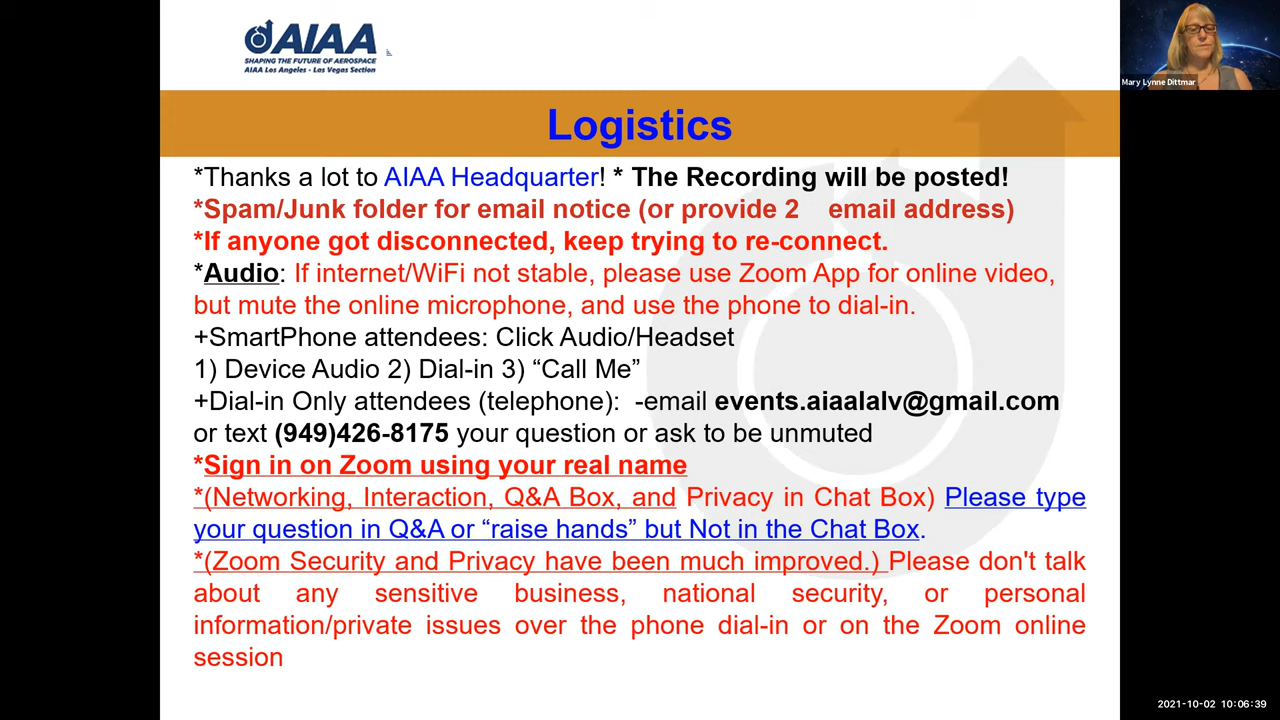 AIAA
SHAPING THE FUTURE OF AEROSPACE
AIAA Los Angeles - Las Vegas Section
Mary Lynne Dittmar
Logistics
*Thanks a lot to AIAA Headquarter! * The Recording will be posted!
*Spam/Junk folder for email notice (or provide 2 email address)
*If anyone got disconnected, keep trying to re-connect.
*Audio: If internet/WiFi not stable, please use Zoom App for online video,
but mute the online microphone, and use the phone to dial-in.
+SmartPhone attendees: Click Audio/Headset
1) Device Audio 2) Dial-in 3) “Call Me”
+Dial-in Only attendees (telephone): -email events.aiaalalv@gmail.com
or text (949)426-8175 your question or ask to be unmuted
*Sign in on Zoom using your real name
*(Networking, Interaction, Q&A Box, and Privacy in Chat Box) Please type
your question in Q&A or “raise hands” but Not in the Chat Box.
*(Zoom Security and Privacy have been much improved.) Please don't talk
about any sensitive business, national security, or personal
information/private issues over the phone dial-in or on the Zoom online
session
2021-10-02 10:06:39